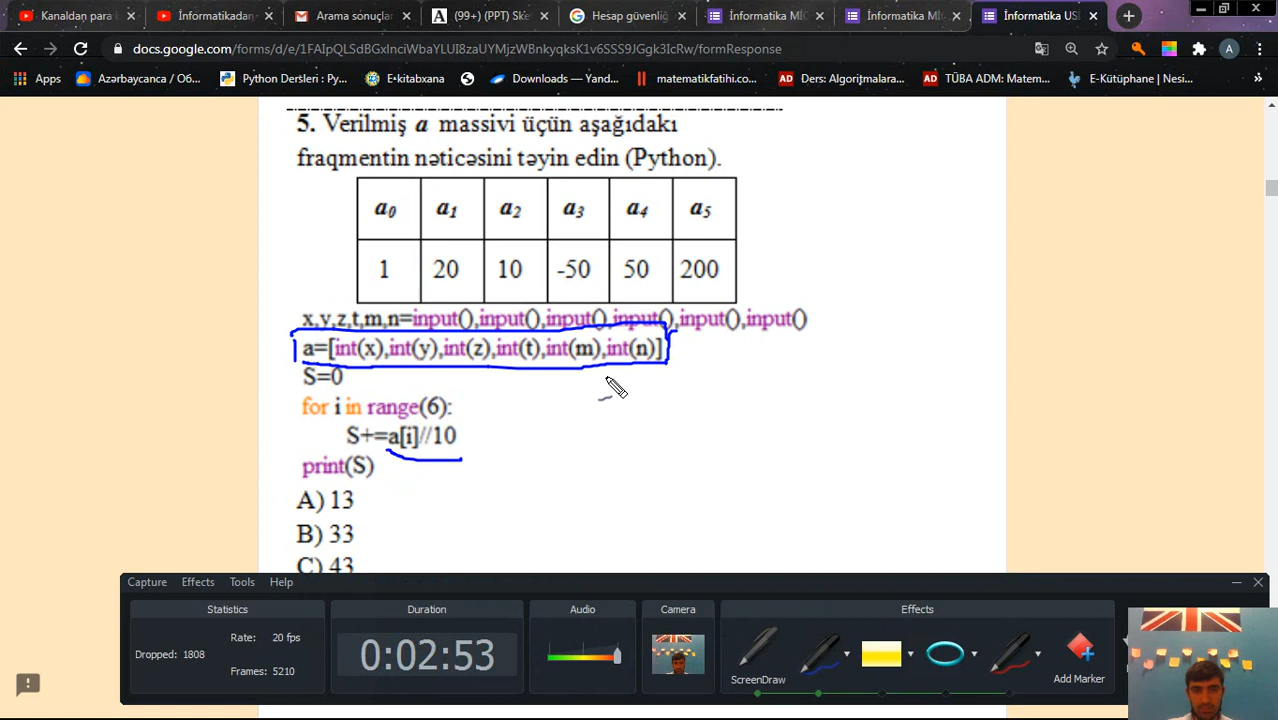 Kanaldan para k
İnformatikadan
Arama sonuçlar
(99+) (PPT) Ske
Hesap güvenliğ
İnformatika MİC
İnformatika Mİ
İnformatika USİ
docs.google.com/forms/d/e/1FAIpQLSdBGxlnciWbaYLUI8zaUYMjzWBnkyqksK1v6SSS9JGgk3IcRw/formResponse
A
Apps
Azərbaycanca / Об...
Python Dersleri : Py...
E•kitabxana
Downloads — Yand...
matematikfatihi.co...
Ders: Algoritmalara...
TÜBA ADM: Matem...
E-Kütüphane | Nesi...
»
5. Verilmiş a massivi üçün aşağıdakı
fraqmentin nəticəsini təyin edin (Python).
a0 a1 a2 a3 a4 a5
1 20 10 -50 50 200
x,y,z,t,m,n=input(),input(),input(),input(),input(),input()
a=[int(x),int(y),int(z),int(t),int(m),int(n)]
S=0
for i in range(6):
S+=a[i]//10
print(S)
A) 13
B) 33
C) 43
Capture Effects Tools Help
Statistics
Rate: 20 fps
Dropped: 1808
Frames: 5210
Duration
0:02:53
Audio
Camera
Effects
ScreenDraw
Add Marker